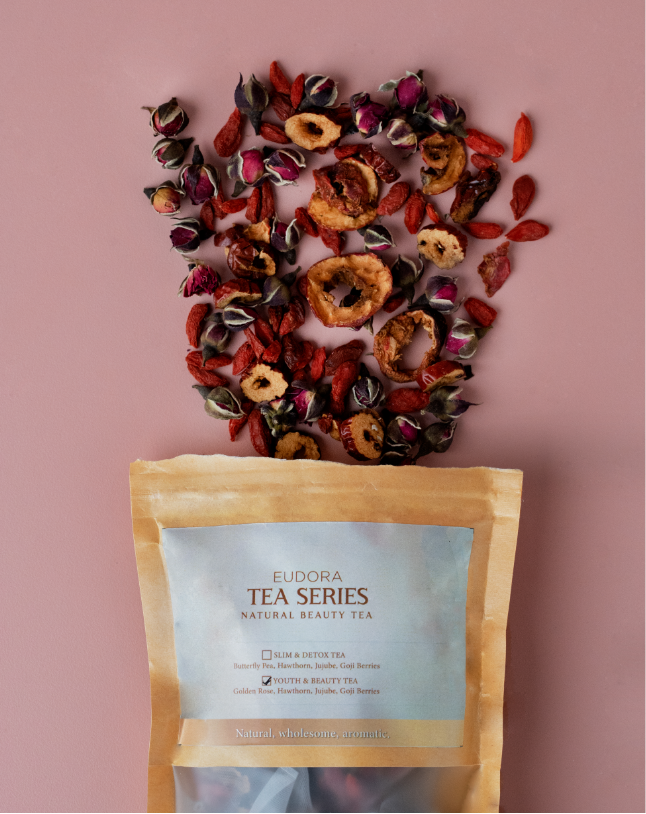 EUDORA
TEA SERIES
NATURAL BEAUTY TEA
SLIM & DETOX TEA
Butterfly Pea, Hawthorn, Jujube, Goji Berries
YOUTH & BEAUTY TEA
Golden Rose, Hawthorn, Jujube, Goji Berries
Natural, wholesome, aromatic.